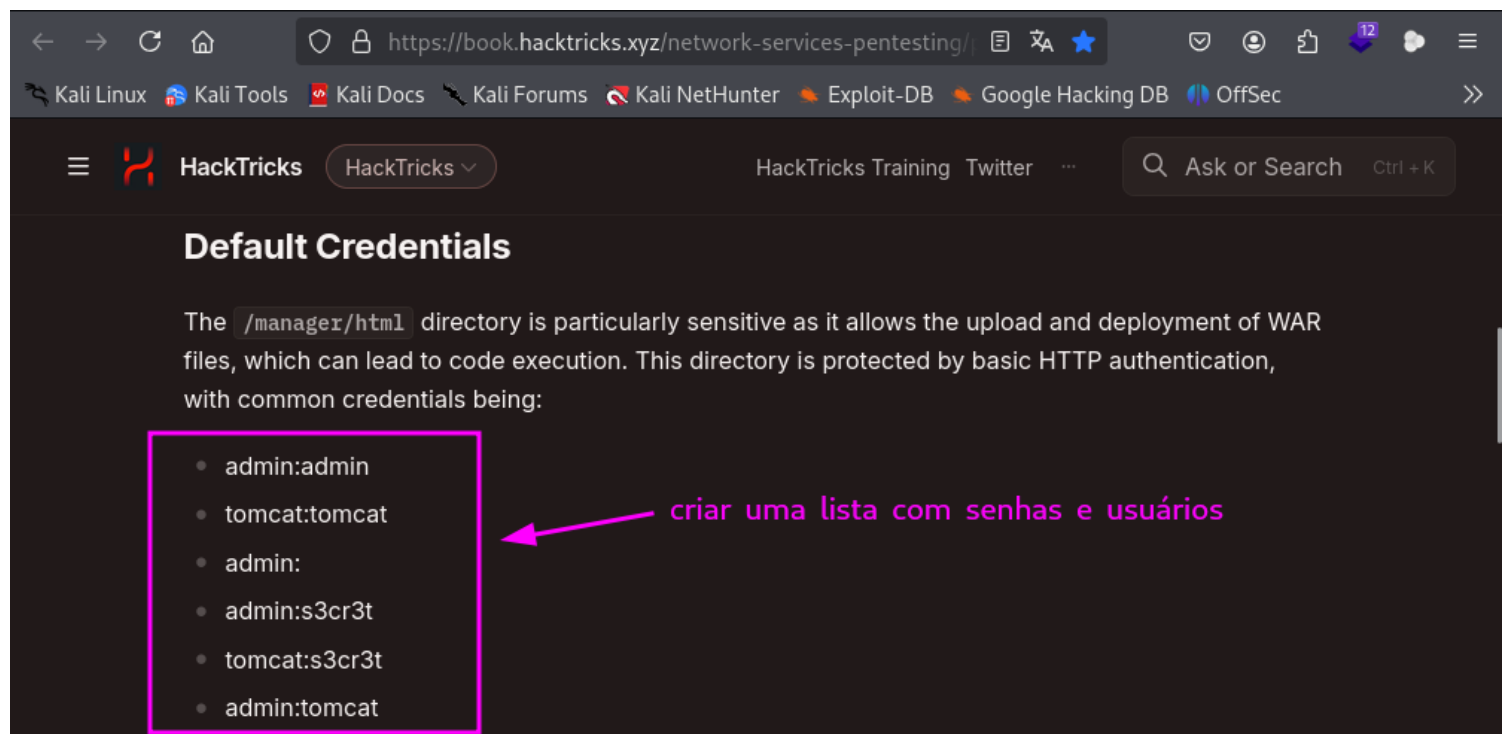 https://book.hacktricks.xyz/network-services-pentesting/
12
Kali Linux Kali Tools Kali Docs Kali Forums Kali NetHunter Exploit-DB Google Hacking DB OffSec
HackTricks HackTricks HackTricks Training Twitter ... Ask or Search Ctrl + K
Default Credentials
The /manager/html directory is particularly sensitive as it allows the upload and deployment of WAR
files, which can lead to code execution. This directory is protected by basic HTTP authentication,
with common credentials being:
admin:admin
tomcat:tomcat
criar uma lista com senhas e usuários
admin:
admin:s3cr3t
tomcat:s3cr3t
admin:tomcat